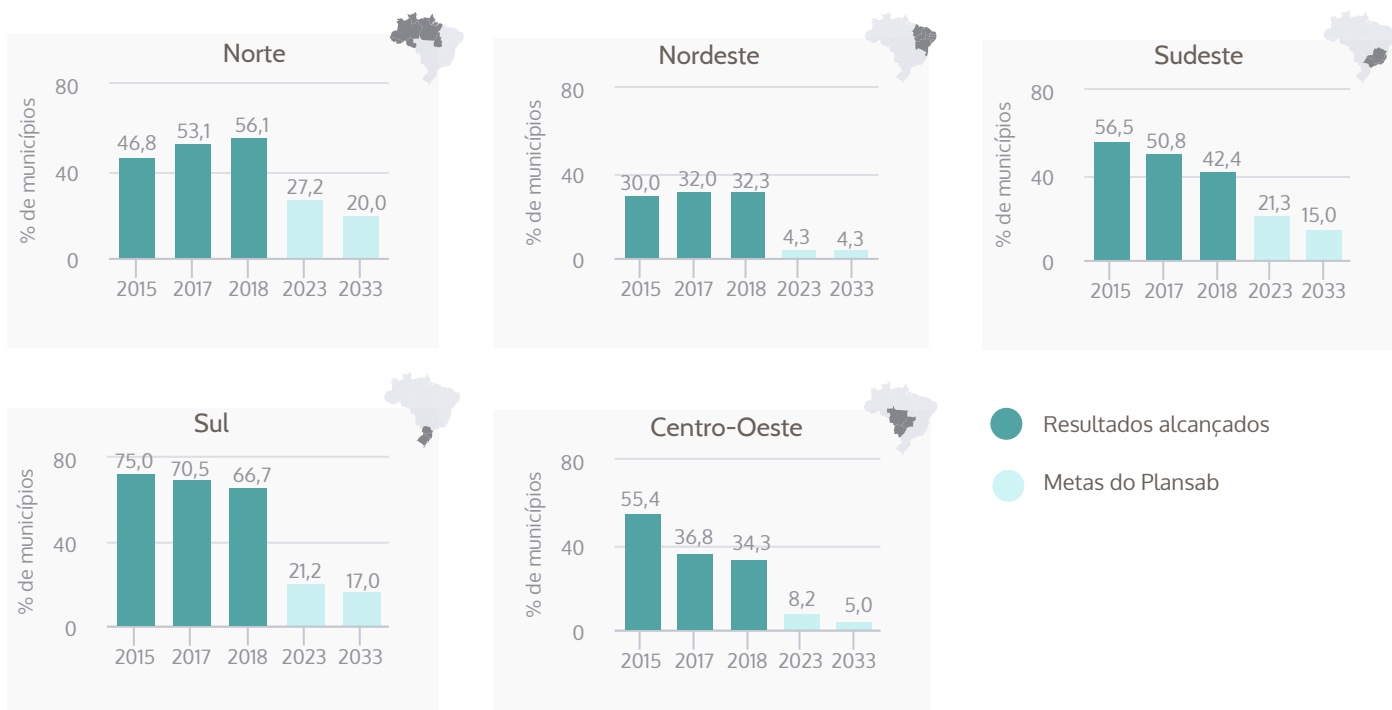 Norte
% de municípios
80
40
0
46,8
53,1
56,1
27,2
20,0
2015 2017 2018 2023 2033
Nordeste
% de municípios
80
40
0
30,0
32,0
32,3
4,3
4,3
2015 2017 2018 2023 2033
Sudeste
% de municípios
80
40
0
56,5
50,8
42,4
21,3
15,0
2015 2017 2018 2023 2033
Sul
% de municípios
80
40
0
75,0
70,5
66,7
21,2
17,0
2015 2017 2018 2023 2033
Centro-Oeste
% de municípios
80
40
0
55,4
36,8
34,3
8,2
5,0
2015 2017 2018 2023 2033
Resultados alcançados
Metas do Plansab